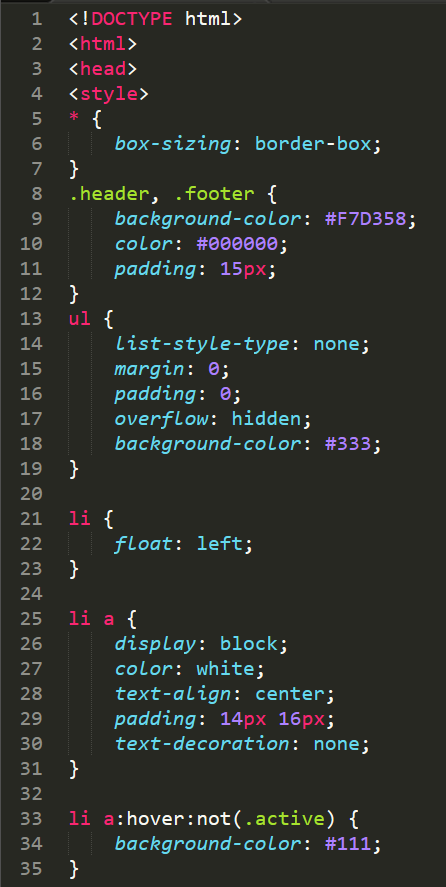 1 <!DOCTYPE html>
2 <html>
3 <head>
4 <style>
5 * {
6     box-sizing: border-box;
7 }
8 .header, .footer {
9     background-color: #F7D358;
10     color: #000000;
11     padding: 15px;
12 }
13 ul {
14     list-style-type: none;
15     margin: 0;
16     padding: 0;
17     overflow: hidden;
18     background-color: #333;
19 }
20
21 li {
22     float: left;
23 }
24
25 li a {
26     display: block;
27     color: white;
28     text-align: center;
29     padding: 14px 16px;
30     text-decoration: none;
31 }
32
33 li a:hover:not(.active) {
34     background-color: #111;
35 }